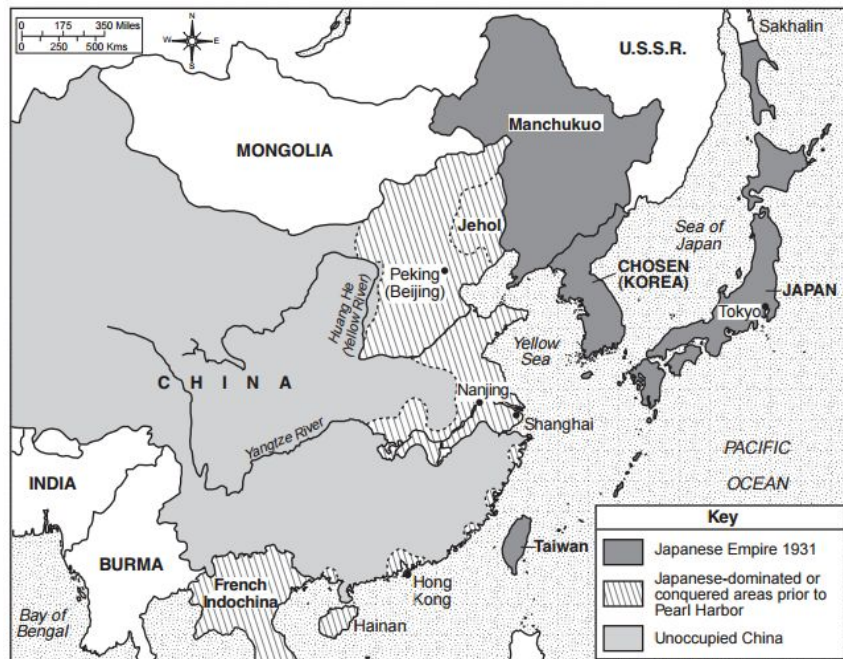 0 175 350 Miles
0 250 500 Kms
N
W E
S
Sakhalin
U.S.S.R.
Manchukuo
MONGOLIA
Jehol
Sea of
Japan
Peking
(Beijing)
CHOSEN
(KOREA)
JAPAN
Tokyo
Huang He
(Yellow River)
Yellow
Sea
CHINA
Nanjing
Shanghai
Yangtze River
PACIFIC
OCEAN
INDIA
BURMA
Taiwan
French
Indochina
Hong
Kong
Hainan
Bay of
Bengal
Key
Japanese Empire 1931
Japanese-dominated or
conquered areas prior to
Pearl Harbor
Unoccupied China